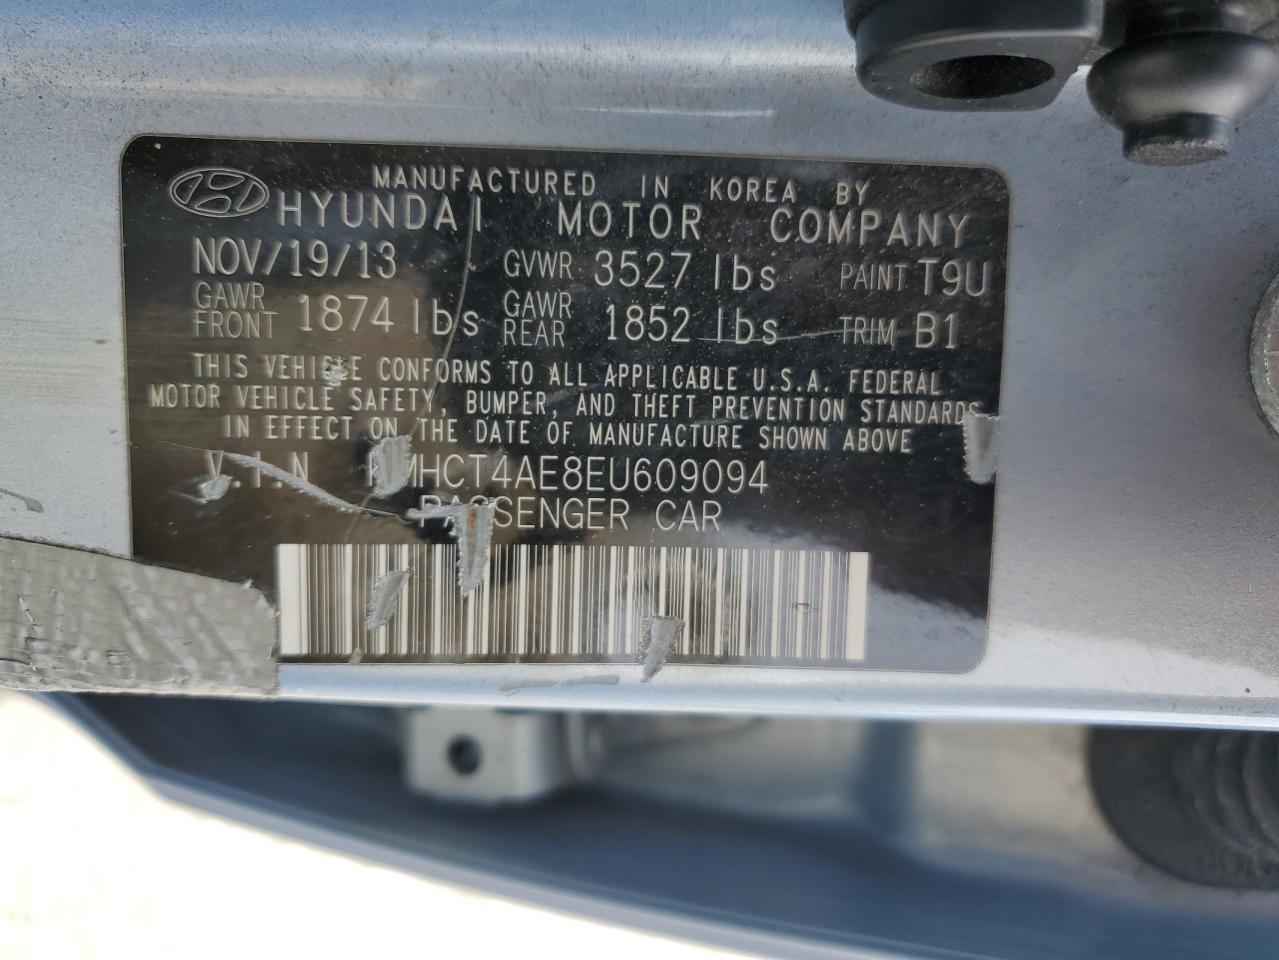 MANUFACTURED IN KOREA BY
HYUNDAI MOTOR COMPANY
NOV/19/13 GVWR 3527 lbs PAINT T9U
GAWR FRONT 1874 lbs GAWR REAR 1852 lbs TRIM B1
THIS VEHICLE CONFORMS TO ALL APPLICABLE U.S.A. FEDERAL
MOTOR VEHICLE SAFETY, BUMPER, AND THEFT PREVENTION STANDARDS
IN EFFECT ON THE DATE OF MANUFACTURE SHOWN ABOVE
V.I.N KMHCT4AE8EU609094
PASSENGER CAR